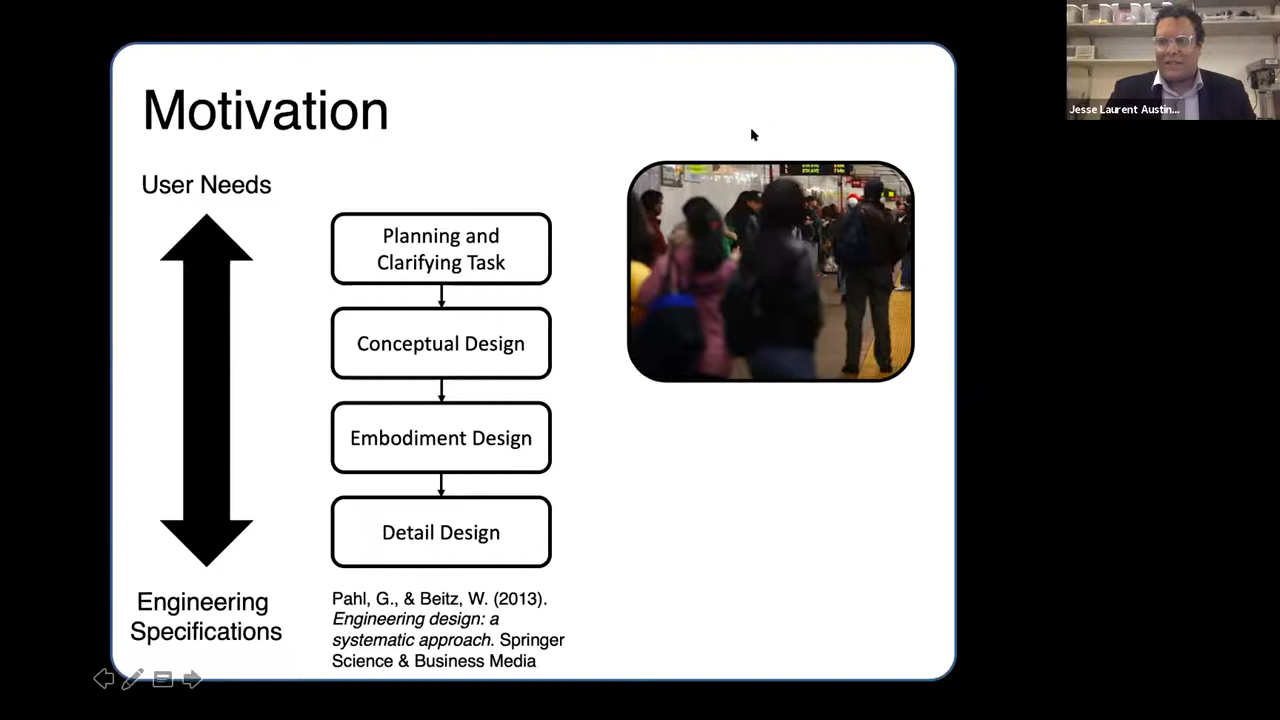 Motivation
User Needs
Planning and
Clarifying Task
Conceptual Design
Embodiment Design
Detail Design
Engineering
Specifications
Pahl, G., & Beitz, W. (2013).
Engineering design: a
systematic approach. Springer
Science & Business Media
Jesse Laurent Austin...